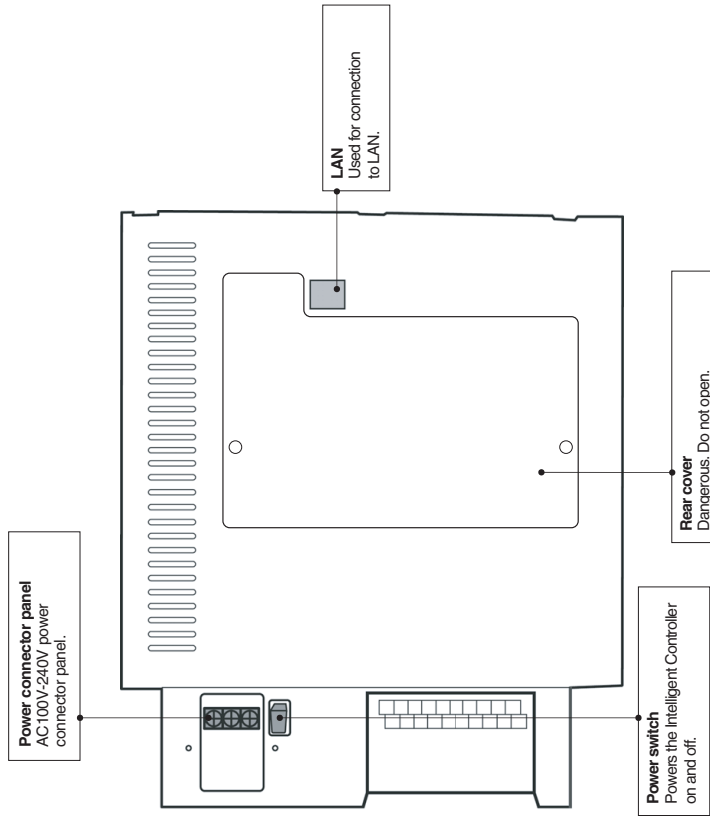 Power connector panel
AC100V-240V power
connector panel.
LAN
Used for connection
to LAN.
Power switch
Powers the Intelligent Controller
on and off.
Rear cover
Dangerous. Do not open.